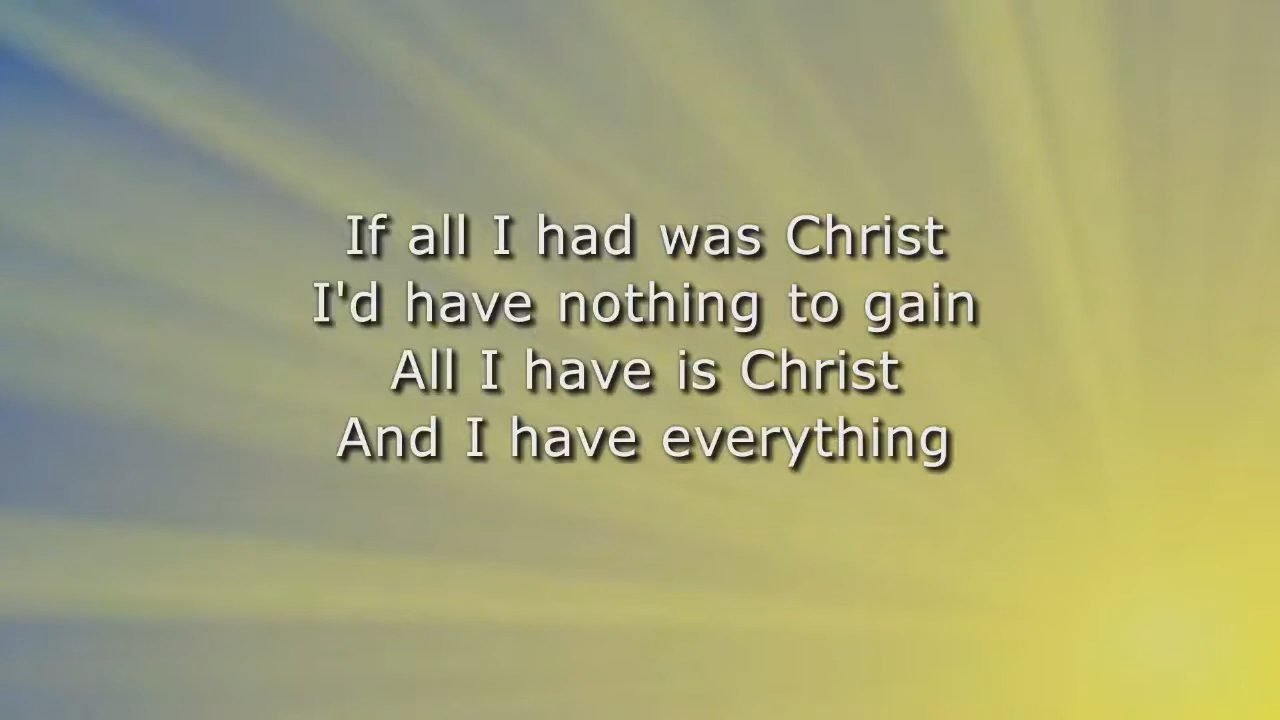 If all I had was Christ
I'd have nothing to gain
All I have is Christ
And I have everything